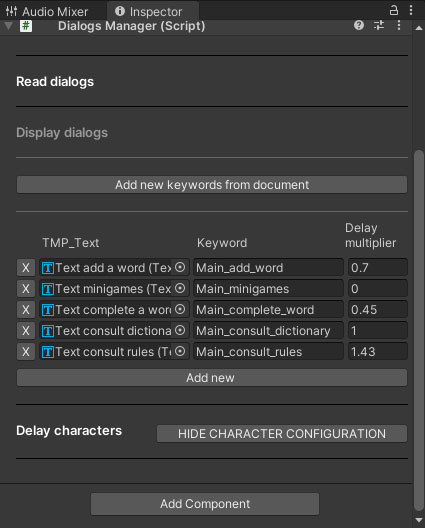 Audio Mixer Inspector
Dialogs Manager (Script)
Read dialogs
Display dialogs
Add new keywords from document
TMP_Text Keyword Delay multiplier
X Text add a word (Tex Main_add_word 0.7
X Text minigames (Tex Main_minigames 0
X Text complete a word Main_complete_word 0.45
X Text consult dictiona Main_consult_dictionary 1
X Text consult rules (Te Main_consult_rules 1.43
Add new
Delay characters HIDE CHARACTER CONFIGURATION
Add Component